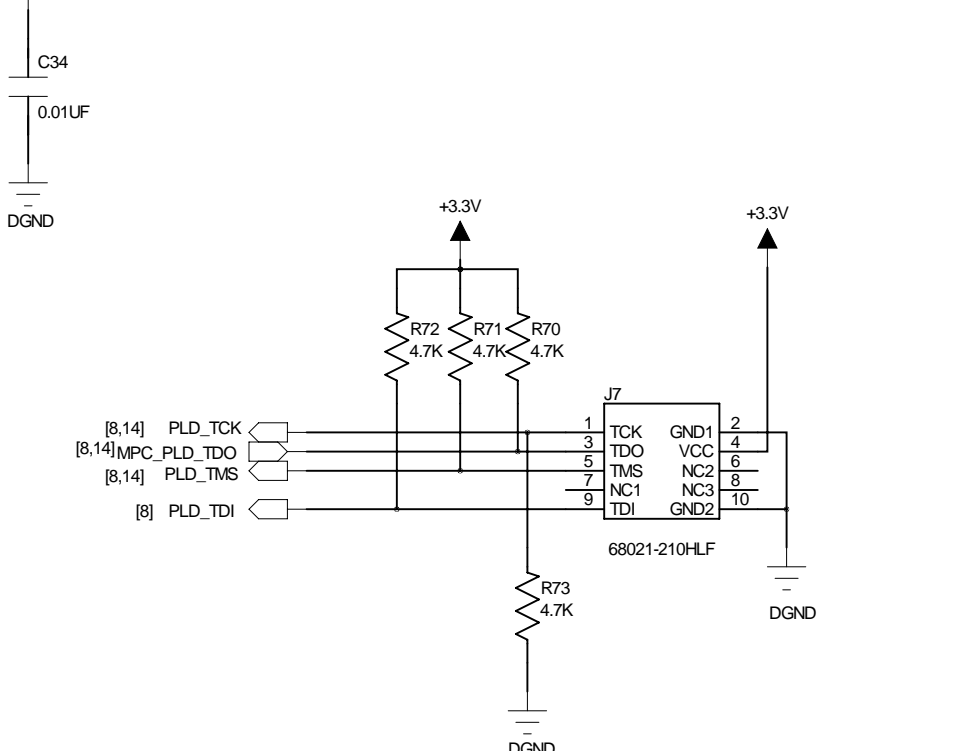 C34
0.01UF
DGND
+3.3V
+3.3V
R72
4.7K
R71
4.7K
R70
4.7K
J7
[8,14] PLD_TCK
[8,14] MPC_PLD_TDO
[8,14] PLD_TMS
[8] PLD_TDI
1 TCK GND1 2
3 TDO VCC 4
5 TMS NC2 6
7 NC1 NC3 8
9 TDI GND2 10
68021-210HLF
R73
4.7K
DGND
DGND